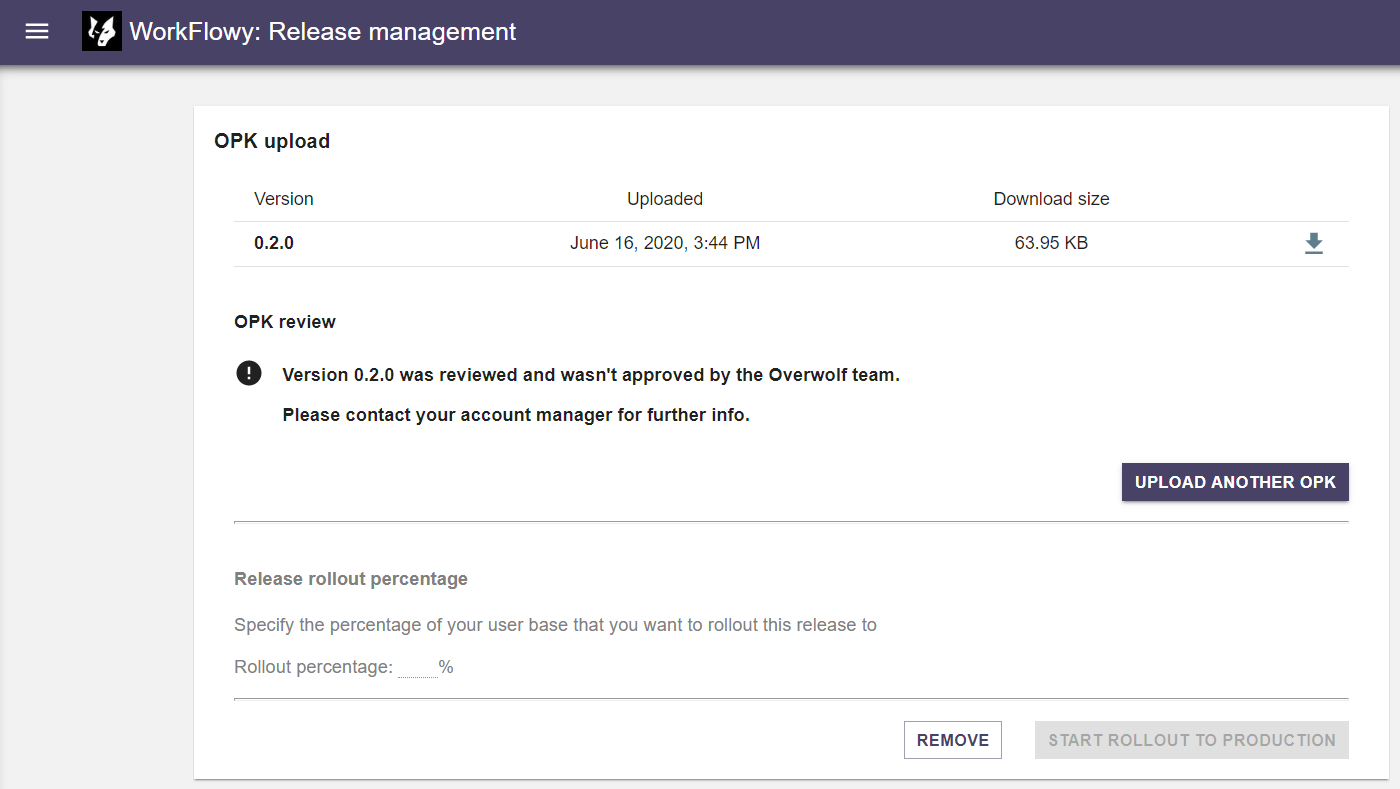 WorkFlowy: Release management
OPK upload
Version Uploaded Download size
0.2.0 June 16, 2020, 3:44 PM 63.95 KB
OPK review
Version 0.2.0 was reviewed and wasn't approved by the Overwolf team.
Please contact your account manager for further info.
UPLOAD ANOTHER OPK
Release rollout percentage
Specify the percentage of your user base that you want to rollout this release to
Rollout percentage: %
REMOVE START ROLLOUT TO PRODUCTION